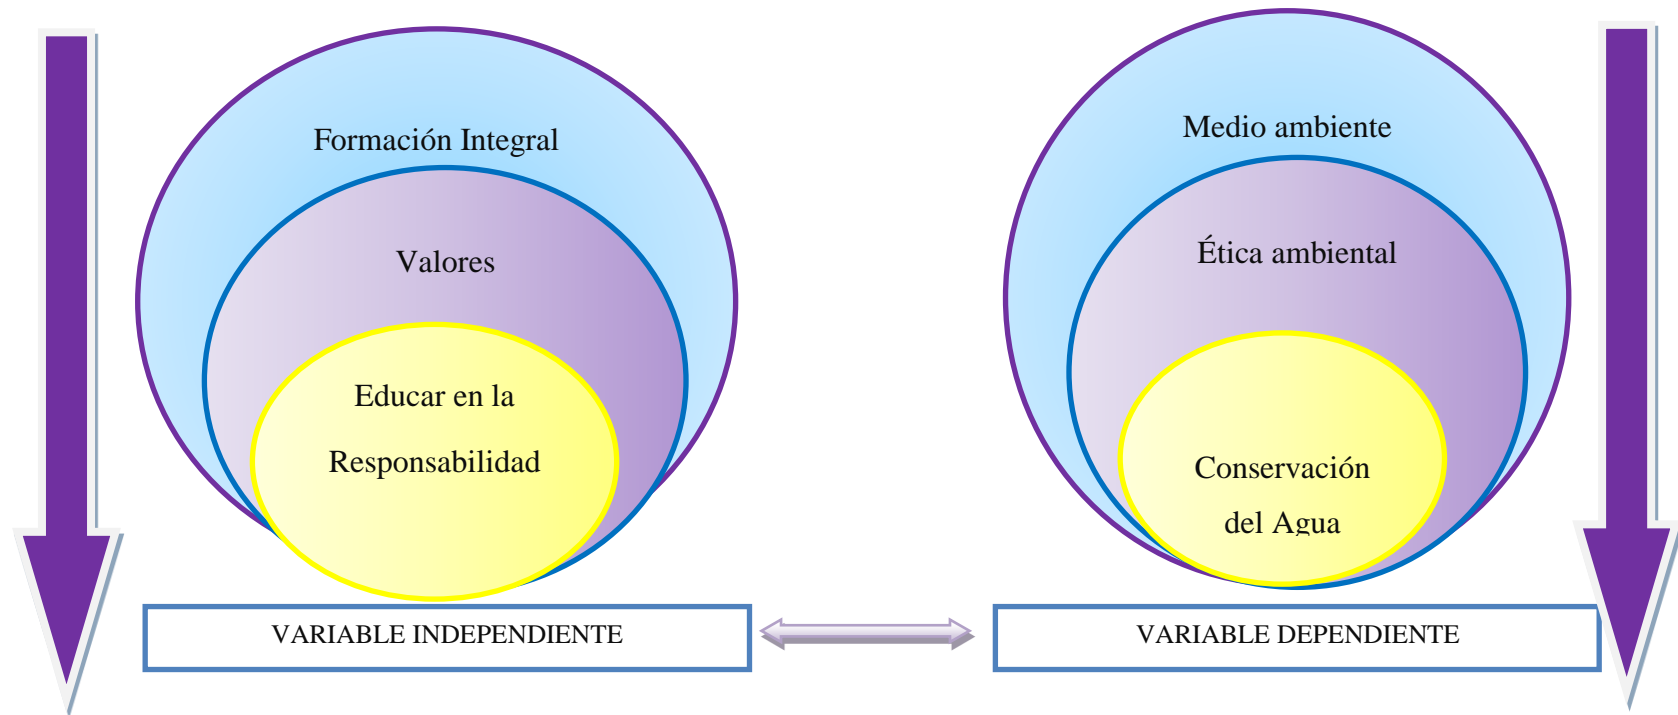 Formación Integral
Valores
Educar en la
Responsabilidad
VARIABLE INDEPENDIENTE
Medio ambiente
Ética ambiental
Conservación
del Agua
VARIABLE DEPENDIENTE